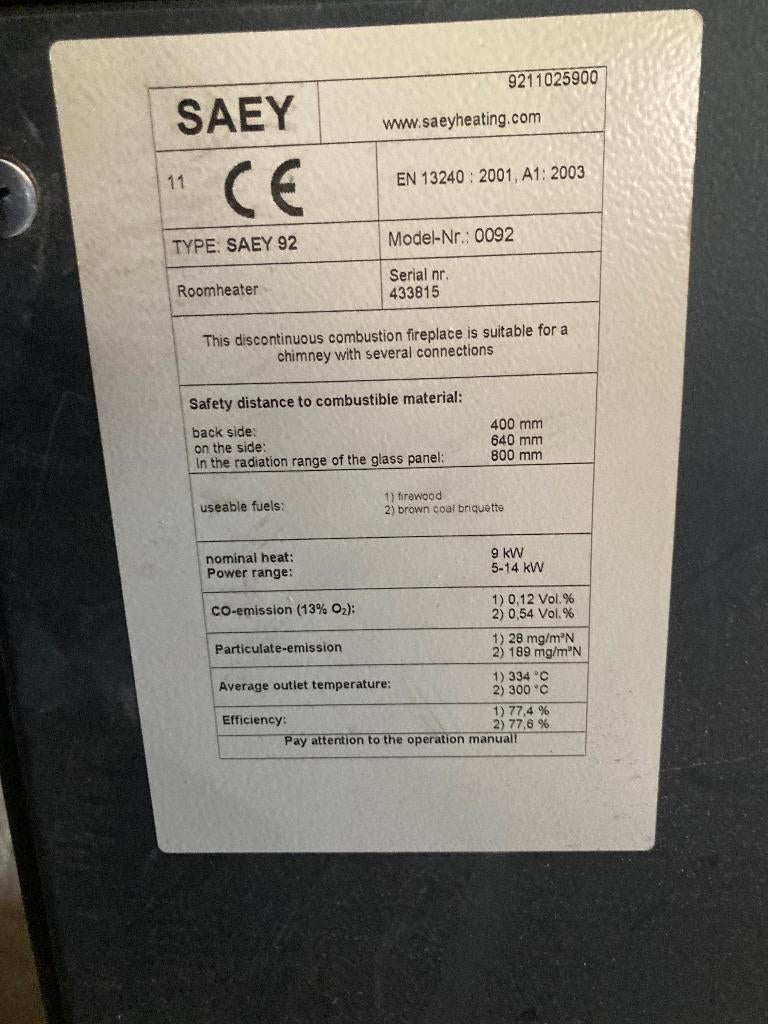 SAEY
9211025900
www.saeyheating.com
11 CE
EN 13240 : 2001, A1: 2003
TYPE: SAEY 92
Model-Nr.: 0092
Roomheater
Serial nr.
433815
This discontinuous combustion fireplace is suitable for a
chimney with several connections
Safety distance to combustible material:
back side: 400 mm
on the side: 640 mm
In the radiation range of the glass panel: 800 mm
useable fuels:
1) firewood
2) brown coal briquette
nominal heat: 9 kW
Power range: 5-14 kW
CO-emission (13% O₂):
1) 0,12 Vol.%
2) 0,54 Vol.%
Particulate-emission
1) 28 mg/m³N
2) 189 mg/m³N
Average outlet temperature:
1) 334 °C
2) 300 °C
Efficiency:
1) 77,4 %
2) 77,6 %
Pay attention to the operation manual!